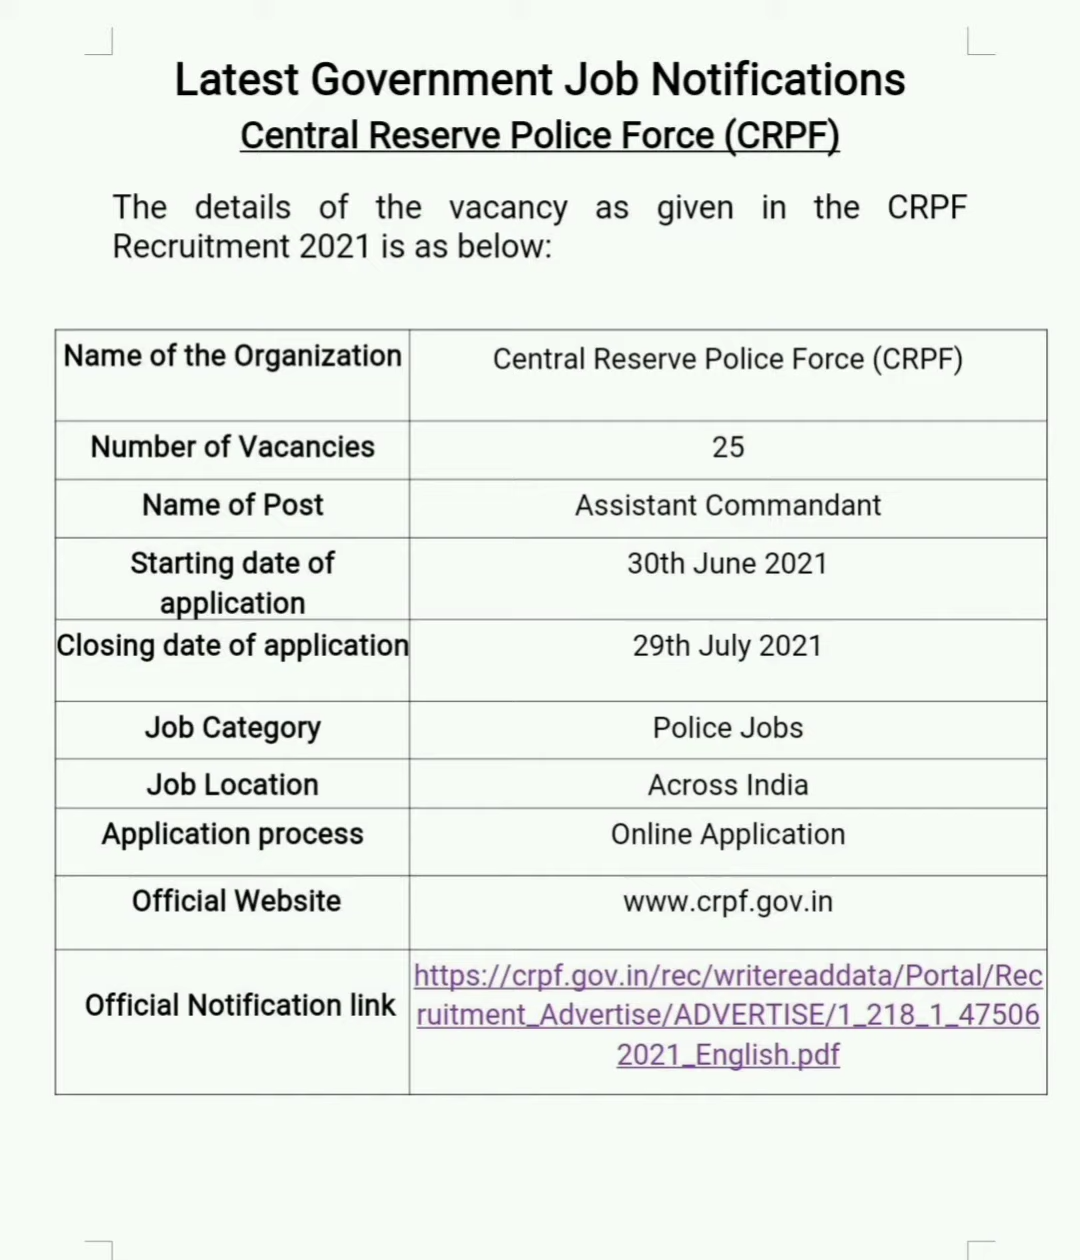 Latest Government Job Notifications
Central Reserve Police Force (CRPF)
The details of the vacancy as given in the CRPF
Recruitment 2021 is as below:
Name of the Organization
Central Reserve Police Force (CRPF)
Number of Vacancies
25
Name of Post
Assistant Commandant
Starting date of
application
30th June 2021
Closing date of application
29th July 2021
Job Category
Police Jobs
Job Location
Across India
Application process
Online Application
Official Website
www.crpf.gov.in
Official Notification link
https://crpf.gov.in/rec/writereaddata/Portal/Rec
ruitment_Advertise/ADVERTISE/1_218_1_47506
2021_English.pdf